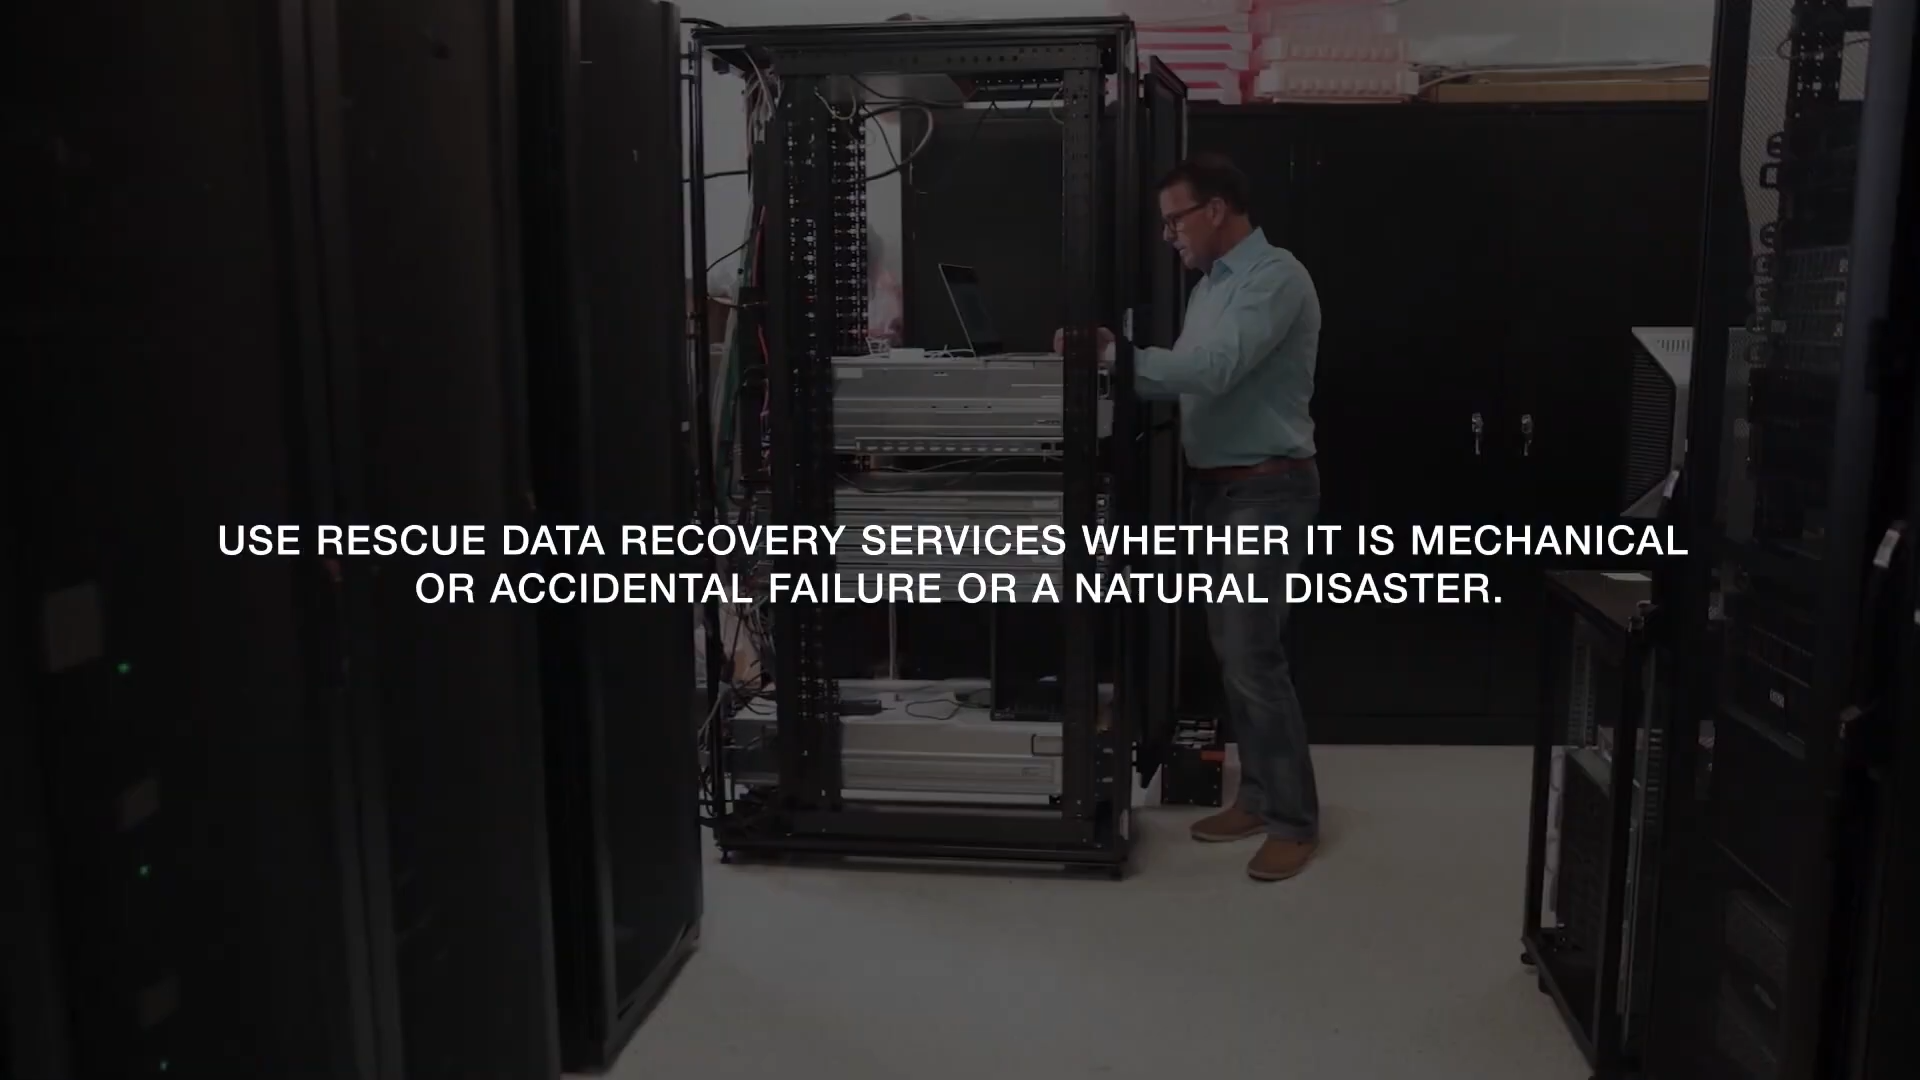 USE RESCUE DATA RECOVERY SERVICES WHETHER IT IS MECHANICAL
OR ACCIDENTAL FAILURE OR A NATURAL DISASTER.